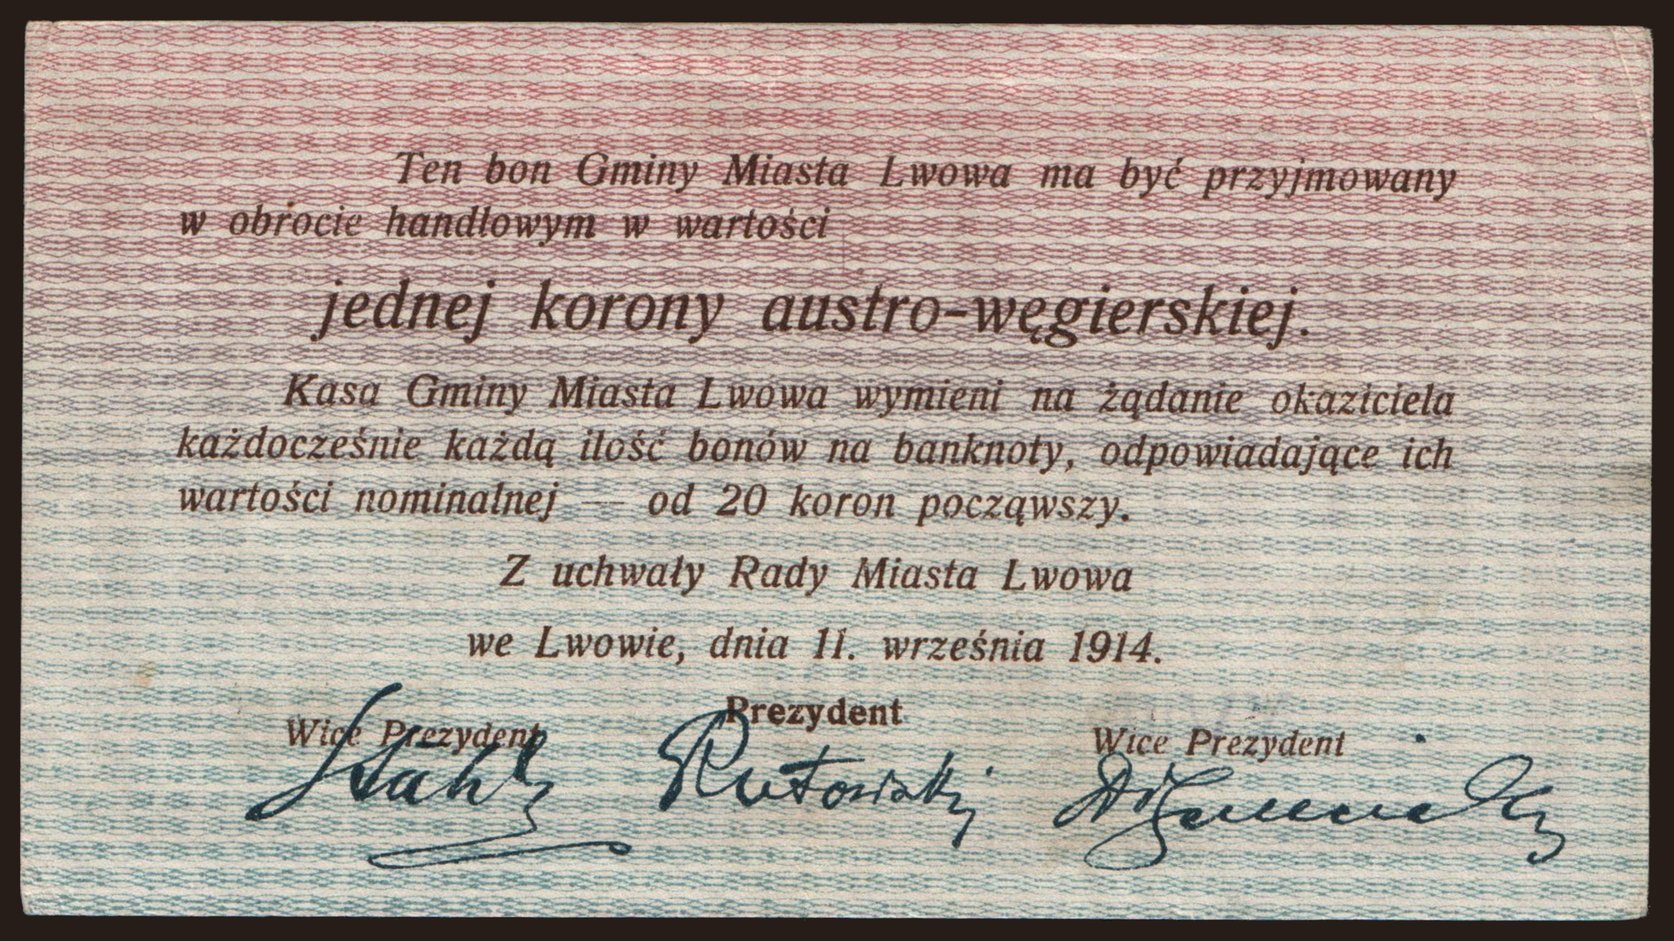 Ten bon Gminy Miasta Lwowa ma być przyjmowany
w obrocie handlowym w wartości
jednej korony austro-węgierskiej.
Kasa Gminy Miasta Lwowa wymieni na żądanie okaziciela
każdocześnie każdą ilość bonów na banknoty, odpowiadające ich
wartości nominalnej — od 20 koron począwszy.
Z uchwały Rady Miasta Lwowa
we Lwowie, dnia 11. września 1914.
Prezydent
Wice Prezydent Wice Prezydent
Stahl Rutowski